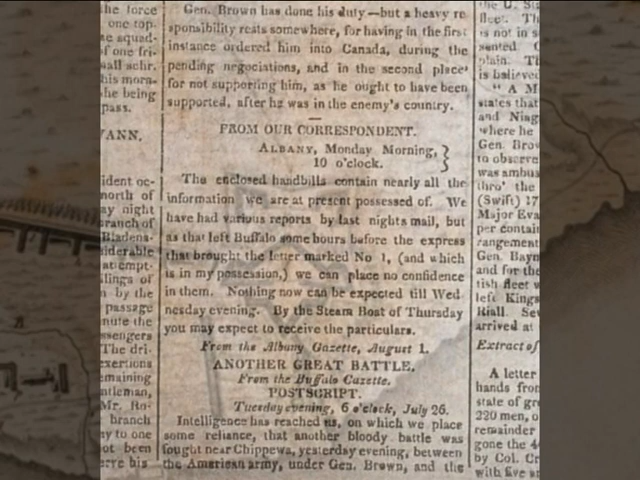 the force
one top-
e squad-
of one fri-
all schr.
his morn-
he being
pass.
VANN.
ident oc-
north of
ay night
ranch of
Bladens-
siderable
attempt-
llings of
n by the
passage
nute the
ssengers
The dri-
exertions
emaining
ntleman,
Mr. Ro-
branch
ny to one
not been
erve his
Gen. Brown has done his duty—but a heavy re
sponsibility rests somewhere, for having in the first
instance ordered him into Canada, during the
pending negociations, and in the second place
for not supporting him, as he ought to have been
supported, after he was in the enemy's country.
FROM OUR CORRESPONDENT.
ALBANY, Monday Morning, }
10 o'clock.
The enclosed handbills contain nearly all the
information we are at present possessed of. We
have had various reports by last nights mail, but
as that left Buffalo some hours before the express
that brought the letter marked No 1, (and which
is in my possession,) we can place no confidence
in them. Nothing now can be expected till Wed
nesday evening. By the Steam Boat of Thursday
you may expect to receive the particulars.
From the Albany Gazette, August 1.
ANOTHER GREAT BATTLE.
From the Buffalo Gazette.
POSTSCRIPT.
Tuesday evening, 6 o'clock, July 26.
Intelligence has reached us, on which we place
some reliance, that another bloody battle was
fought near Chippewa, yesterday evening, between
the American army, under Gen. Brown, and the
the U. Sta
fleet. Th
is not in s
sented. C
plain. Th
is believed
" A M
states that
and Niag
where he
Gen. Brow
to observe
was ambus
thro' the
(Swift) 17
Major Eva
per contain
rangement
Gen. Bayn
and for the
tish fleet w
left Kings
Riall. Sev
arrived at
Extract of
A letter
hands from
state of gre
220 men, o
remainder
gone the 4
by Col. Cr
with five an